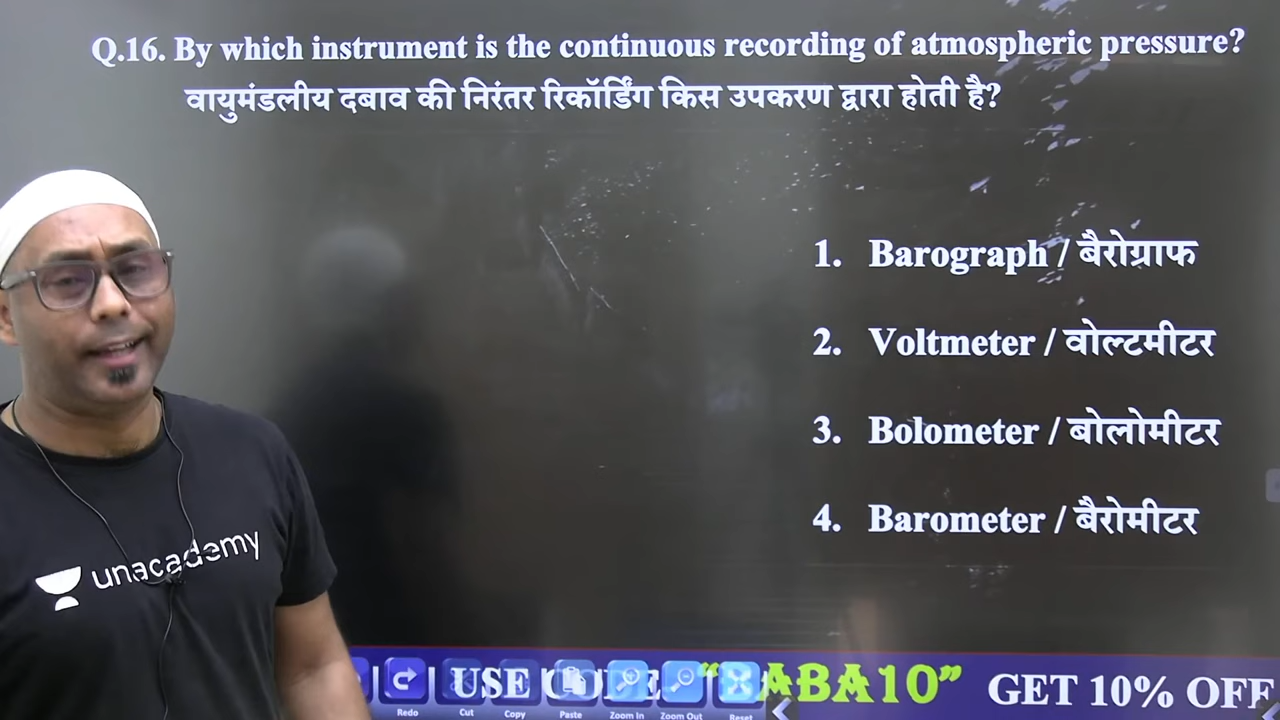 Q.16. By which instrument is the continuous recording of atmospheric pressure?
वायुमंडलीय दबाव की निरंतर रिकॉर्डिंग किस उपकरण द्वारा होती है?
1. Barograph / बैरोग्राफ
2. Voltmeter / वोल्टमीटर
3. Bolometer / बोलोमीटर
4. Barometer / बैरोमीटर
unacademy
USE CODE "BABA10" GET 10% OFF
Redo Cut Copy Paste Zoom In Zoom Out Reset